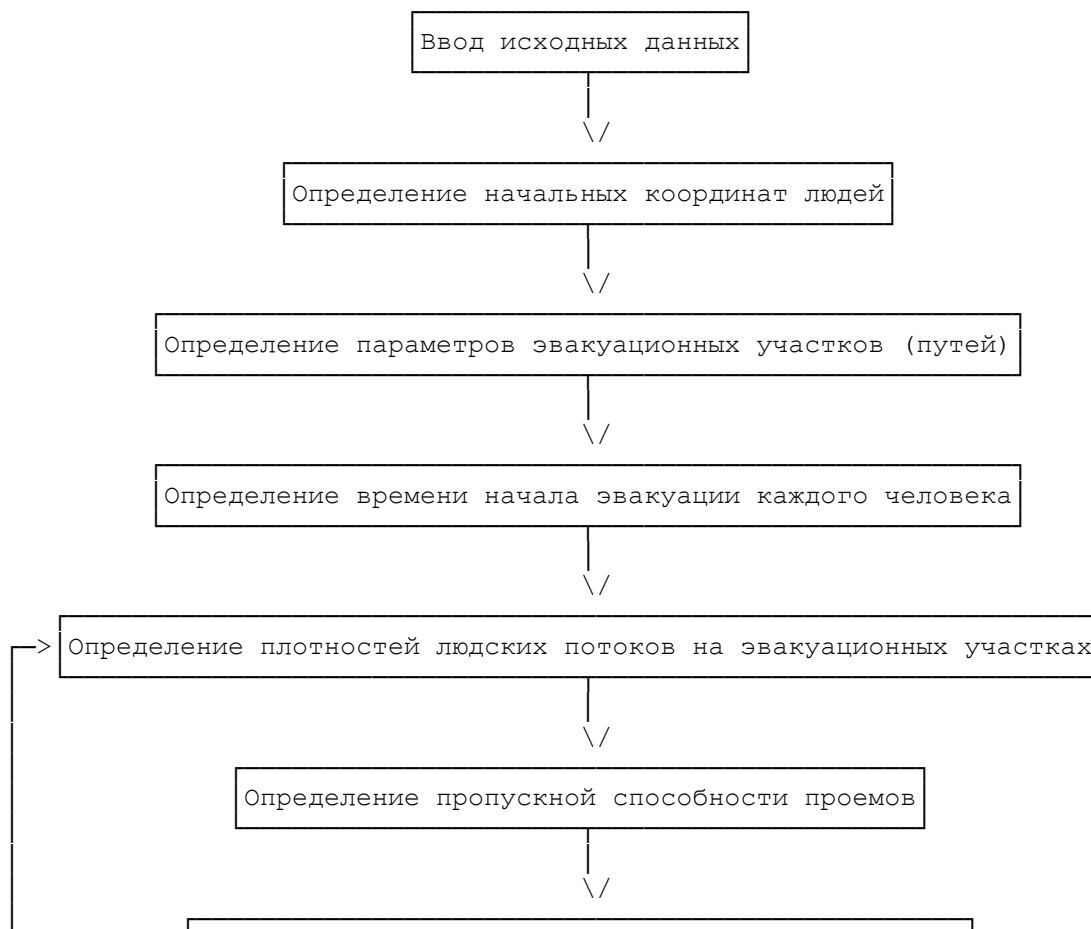 Ввод исходных данных
Определение начальных координат людей
Определение параметров эвакуационных участков (путей)
Определение времени начала эвакуации каждого человека
Определение плотностей людских потоков на эвакуационных участках
Определение пропускной способности проемов